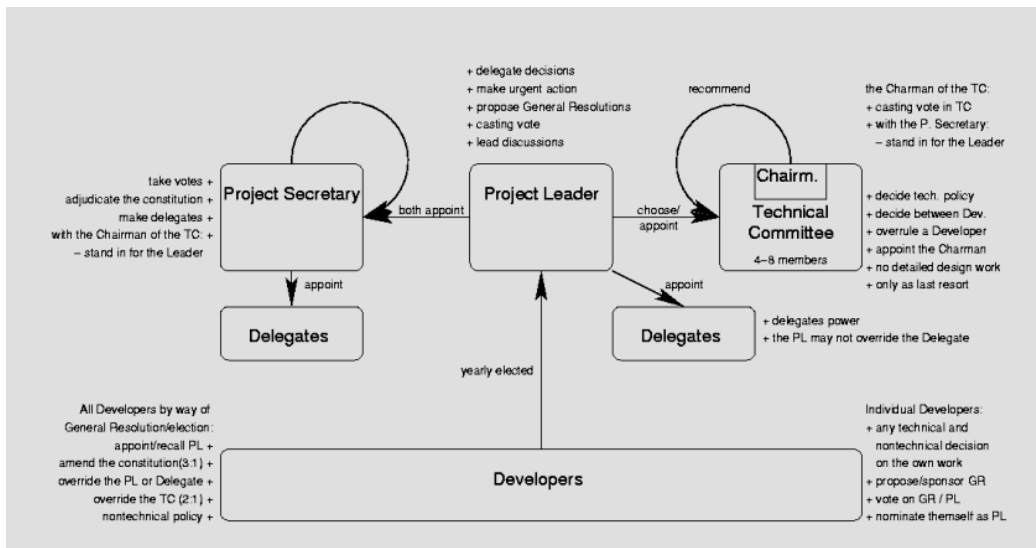 + delegate decisions
+ make urgent action
+ propose General Resolutions
+ casting vote
+ lead discussions
recommend
the Charman of the TC:
+ casting vote in TC
+ with the P. Secretary:
– stand in for the Leader
take votes +
adjudicate the constitution +
make delegates +
with the Chairman of the TC: +
– stand in for the Leader
Project Secretary
both appoint
Project Leader
choose/
appoint
Chairm.
Technical
Committee
4–8 members
+ decide tech. policy
+ decide between Dev.
+ overrule a Developer
+ appoint the Charman
+ no detailed design work
+ only as last resort
appoint
appoint
Delegates
Delegates
+ delegates power
+ the PL may not override the Delegate
yearly elected
All Developers by way of
General Resolution/election:
appoint/recall PL +
amend the constitution(3:1) +
override the PL or Delegate +
override the TC (2:1) +
nontechnical policy +
Developers
Individual Developers:
+ any technical and
nontechnical decision
on the own work
+ propose/sponsor GR
+ vote on GR / PL
+ nominate themself as PL